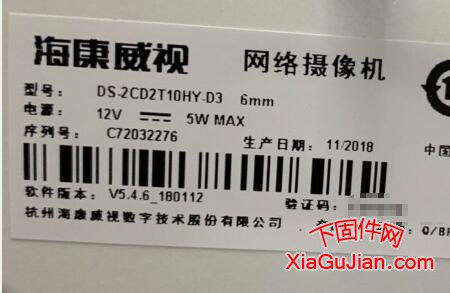 海康威视 网络摄像机
型号: DS-2CD2T10HY-D3 6mm
电源: 12V 5W MAX
序列号: C72032276
生产日期: 11/2018
中国
软件版本: V5.4.6_180112
验证码:
杭州海康威视数字技术股份有限公司
下固件网
XiaGuJian.com